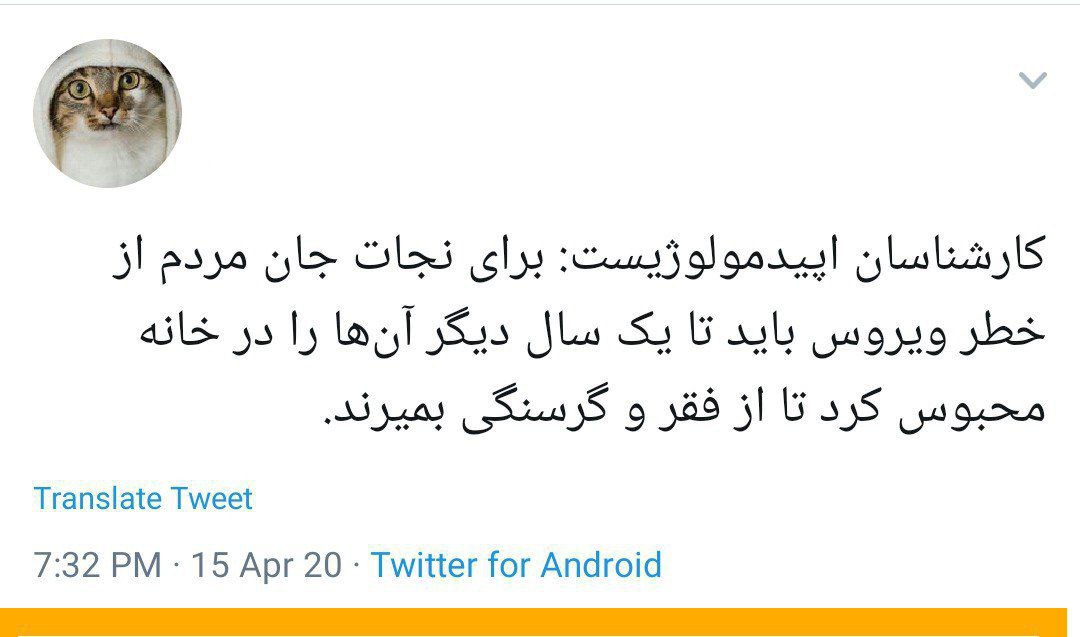 کارشناسان اپیدمولوژیست: برای نجات جان مردم از
خطر ویروس باید تا یک سال دیگر آن‌ها را در خانه
محبوس کرد تا از فقر و گرسنگی بمیرند.
Translate Tweet
7:32 PM · 15 Apr 20 · Twitter for Android